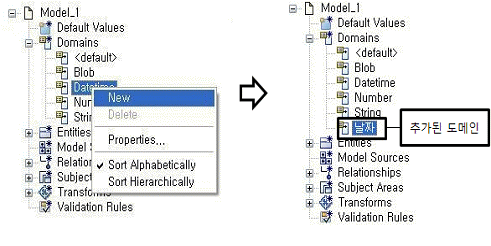 Model_1
Default Values
Domains
<default>
Blob
Datetime
Num
Strin
Entities
Model S
Relation
Subject
Transforms
Validation Rules
New
Delete
Properties,,,
Sort Alphabetically
Sort Hierarchically
Model_1
Default Values
Domains
<default>
Blob
Datetime
Number
String
날짜
추가된 도메인
Entities
Model Sources
Relationships
Subject Areas
Transforms
Validation Rules